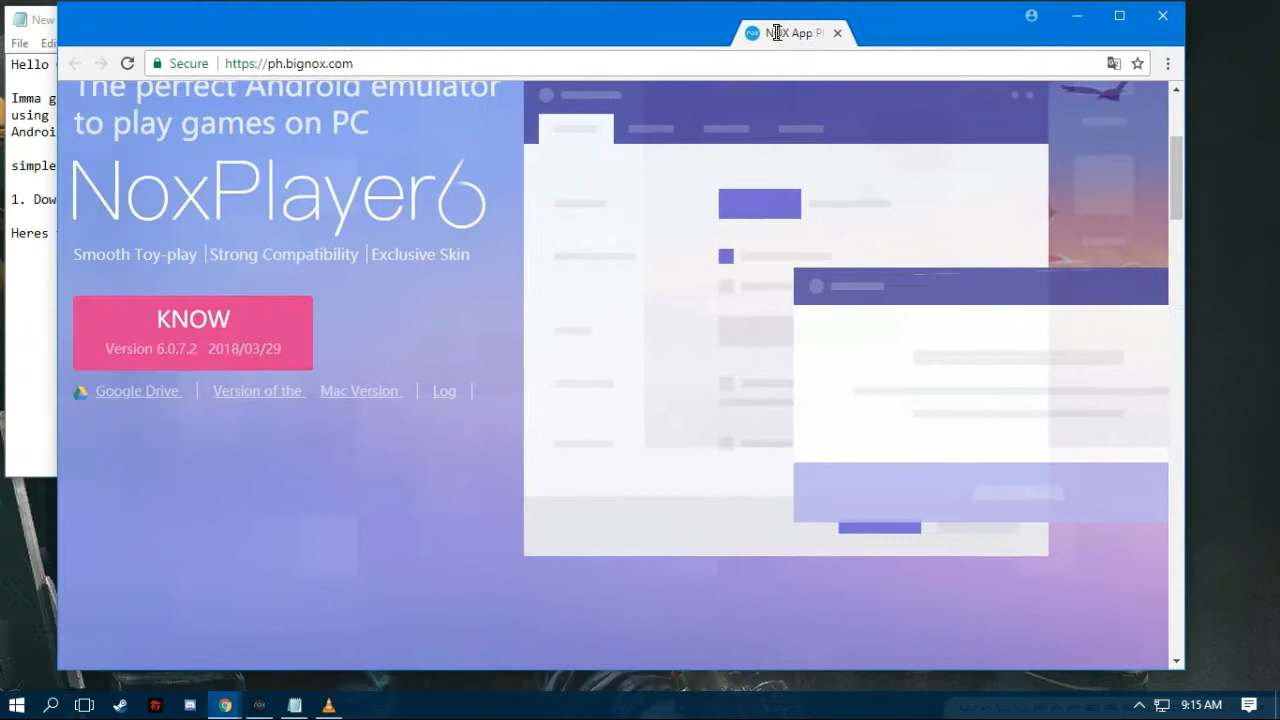 New
NOX App Pl
File Edi
Secure https://ph.bignox.com
Hello
Imma g
using
Androi
simple
1. Dow
Heres
The perfect Android emulator
to play games on PC
NoxPlayer6
Smooth Toy-play | Strong Compatibility | Exclusive Skin
KNOW
Version 6.0.7.2 2018/03/29
Google Drive | Version of the Mac Version | Log |
9:15 AM